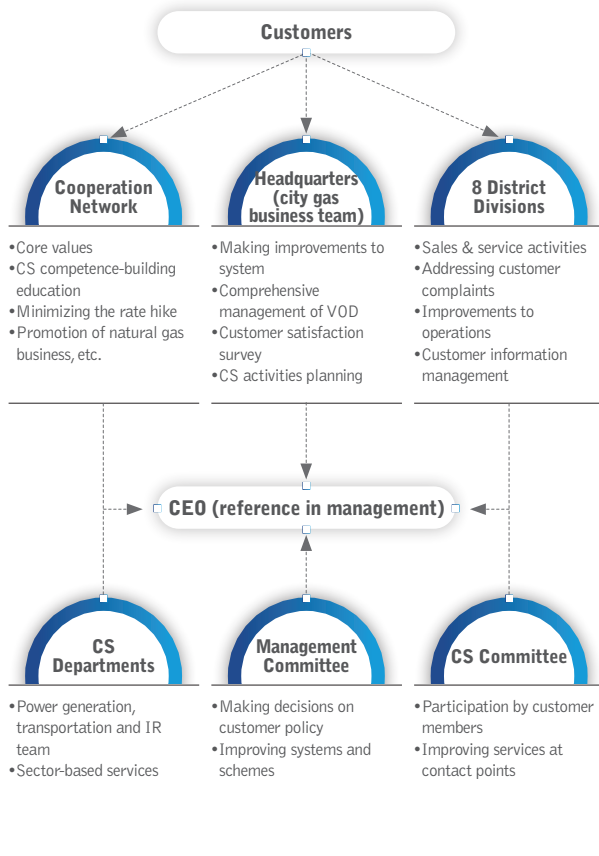 Customers
Cooperation
Network
•Core values
•CS competence-building
education
•Minimizing the rate hike
•Promotion of natural gas
business, etc.
Headquarters
(city gas
business team)
•Making improvements to
system
•Comprehensive
management of VOD
•Customer satisfaction
survey
•CS activities planning
8 District
Divisions
•Sales & service activities
•Addressing customer
complaints
•Improvements to
operations
•Customer information
management
CEO (reference in management)
CS
Departments
•Power generation,
transportation and IR
team
•Sector-based services
Management
Committee
•Making decisions on
customer policy
•Improving systems and
schemes
CS Committee
•Participation by customer
members
•Improving services at
contact points